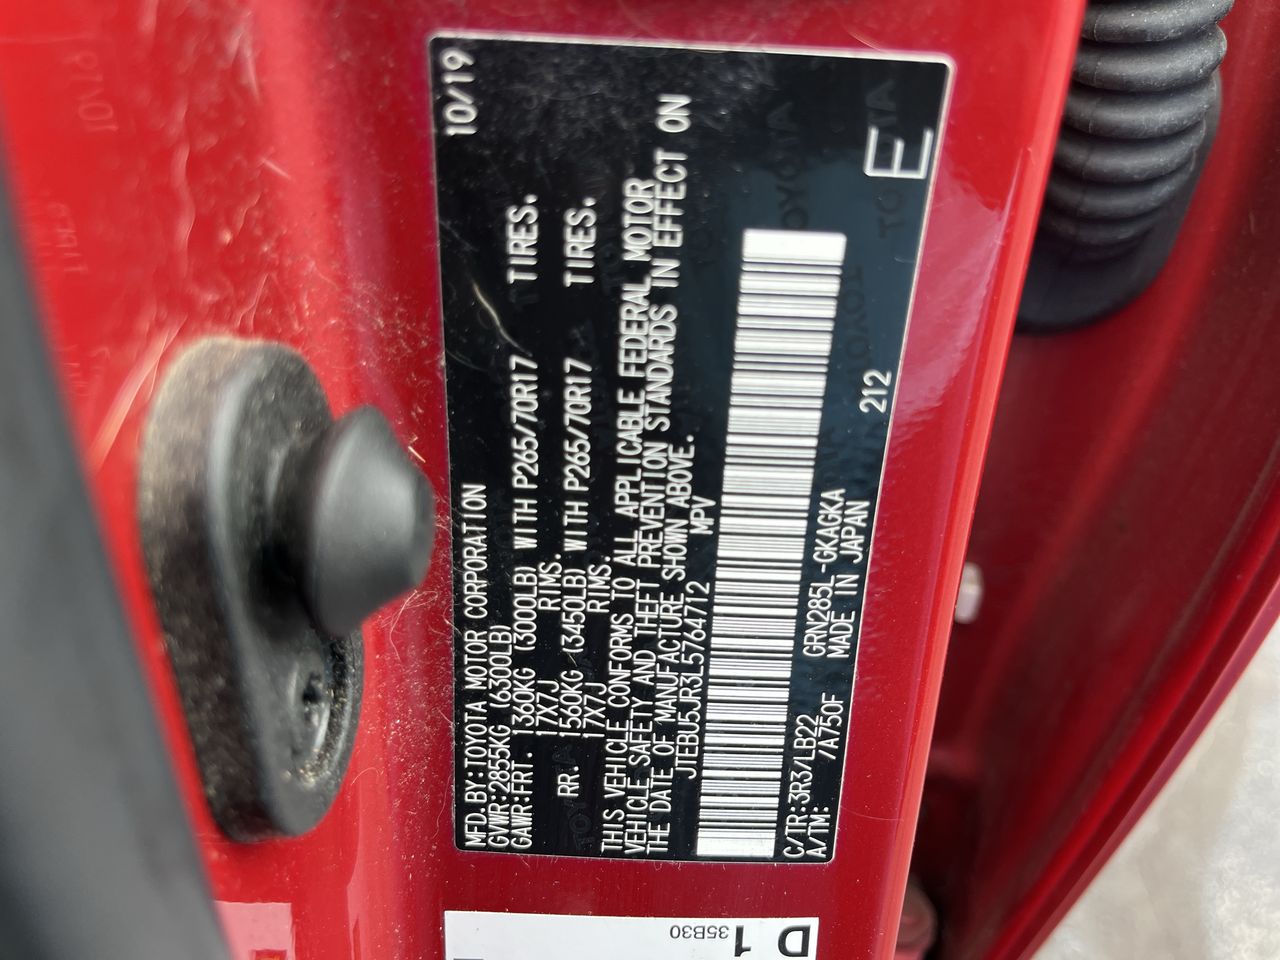 MFD.BY:TOYOTA MOTOR CORPORATION 10/19
GVWR:2855KG (6300LB)
GAWR:FRT. 1360KG (3000LB) WITH P265/70R17 TIRES.
17X7J RIMS.
RR. 1560KG (3450LB) WITH P265/70R17 TIRES.
17X7J RIMS.
THIS VEHICLE CONFORMS TO ALL APPLICABLE FEDERAL MOTOR
VEHICLE SAFETY AND THEFT PREVENTION STANDARDS IN EFFECT ON
THE DATE OF MANUFACTURE SHOWN ABOVE.
JTEBU5JR3L5764712 MPV
C/TR:3R3/LB22 GRN285L-GKAGKA 212
A/TM: /A750F MADE IN JAPAN
E
35B30
D 1